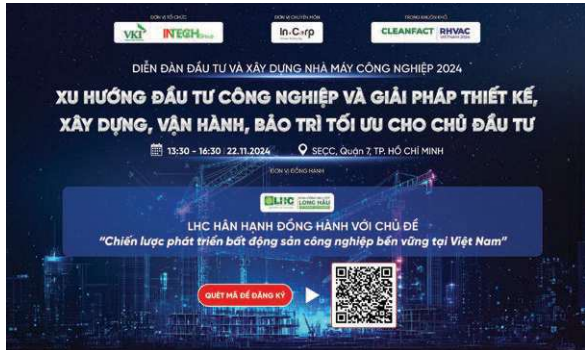 ĐƠN VỊ TỔ CHỨC
ĐƠN VỊ CHUYÊN MÔN
TRONG KHUÔN KHỔ
VKI INTECH Group
In.Corp
CLEANFACT RHVAC
DIỄN ĐÀN ĐẦU TƯ VÀ XÂY DỰNG NHÀ MÁY CÔNG NGHIỆP 2024
XU HƯỚNG ĐẦU TƯ CÔNG NGHIỆP VÀ GIẢI PHÁP THIẾT KẾ,
XÂY DỰNG, VẬN HÀNH, BẢO TRÌ TỐI ƯU CHO CHỦ ĐẦU TƯ
13:30 - 16:30 | 22.11.2024 SECC, Quận 7, TP. HỒ CHÍ MINH
ĐƠN VỊ ĐỒNG HÀNH
LHC LONG HẬU
LHC HÂN HẠNH ĐỒNG HÀNH VỚI CHỦ ĐỀ
“Chiến lược phát triển bất động sản công nghiệp bền vững tại Việt Nam”
QUÉT MÃ ĐỂ ĐĂNG KÝ